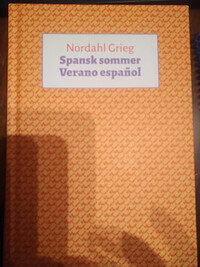 Nordahl Grieg
Spansk sommer
Verano español